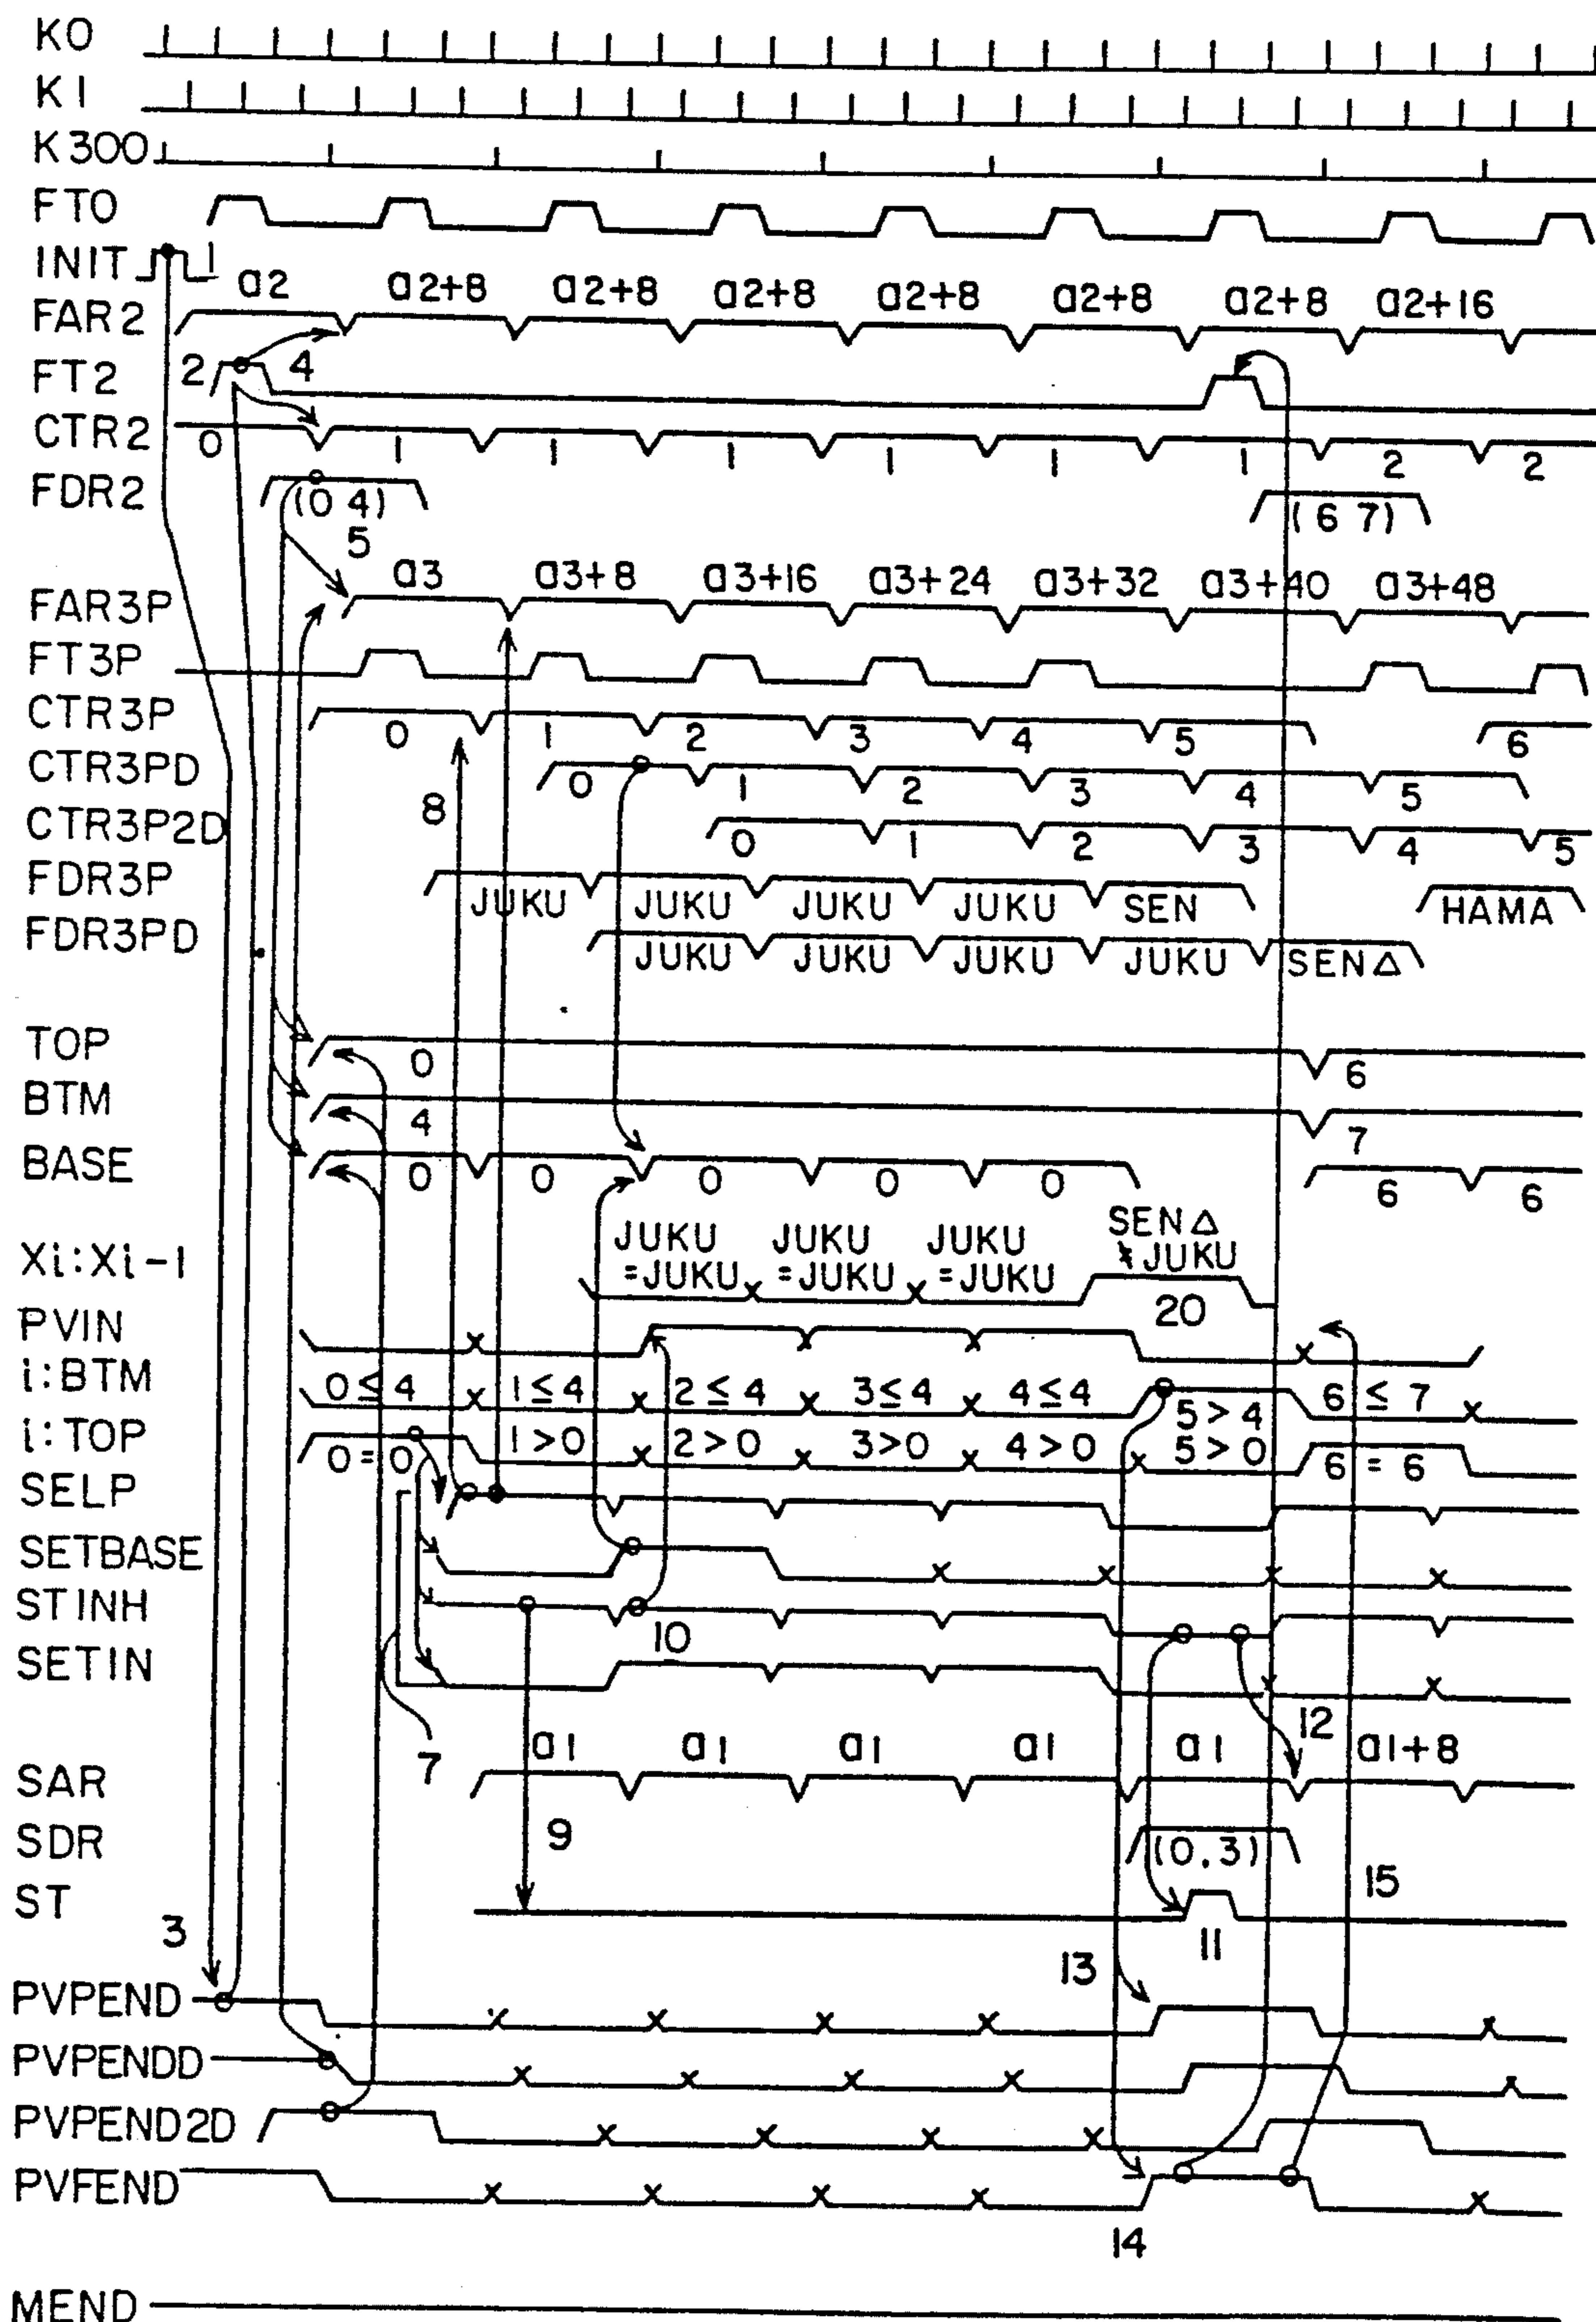 K0
K1
K300
FT0
INIT 1
a2 a2+8 a2+8 a2+8 a2+8 a2+8 a2+8 a2+16
FAR2
FT2 2 4
CTR2 0 1 1 1 1 1 1 2 2
FDR2 (0 4) (6 7)
5
a3 a3+8 a3+16 a3+24 a3+32 a3+40 a3+48
FAR3P
FT3P
CTR3P 0 1 2 3 4 5 6
CTR3PD 0 1 2 3 4 5
8
CTR3P2D 0 1 2 3 4 5
FDR3P JUKU JUKU JUKU JUKU SEN HAMA
FDR3PD JUKU JUKU JUKU JUKU SEN△
TOP 0 6
BTM 4 7
BASE 0 0 0 0 0 6 6
JUKU JUKU JUKU SEN△
Xi:Xi-1 =JUKU =JUKU =JUKU ≠JUKU
20
PVIN
i:BTM 0≤4 1≤4 2≤4 3≤4 4≤4 5>4 6≤7
i:TOP 0=0 1>0 2>0 3>0 4>0 5>0 6=6
SELP
SETBASE
STINH
10
SETIN
12
7
a1 a1 a1 a1 a1 a1+8
SAR
9
SDR (0,3)
15
ST
3 11
13
PVPEND
PVPENDD
PVPEND2D
PVFEND
14
MEND